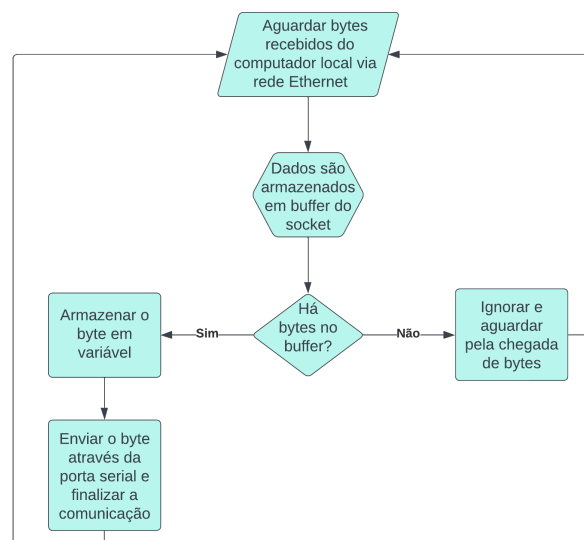 Aguardar bytes
recebidos do
computador local via
rede Ethernet
Dados são
armazenados
em buffer do
socket
Há
bytes no
buffer?
Sim
Não
Armazenar o
byte em
variável
Ignorar e
aguardar
pela chegada
de bytes
Enviar o byte
através da
porta serial e
finalizar a
comunicação